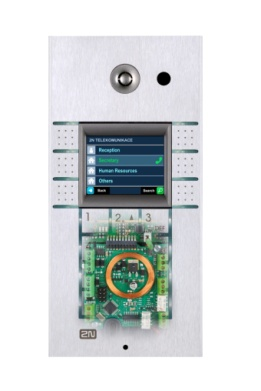 2N TELEKOMUNIKACE
Reception
Secretary
Human Resources
Others
Back Search
1 2 3
2N